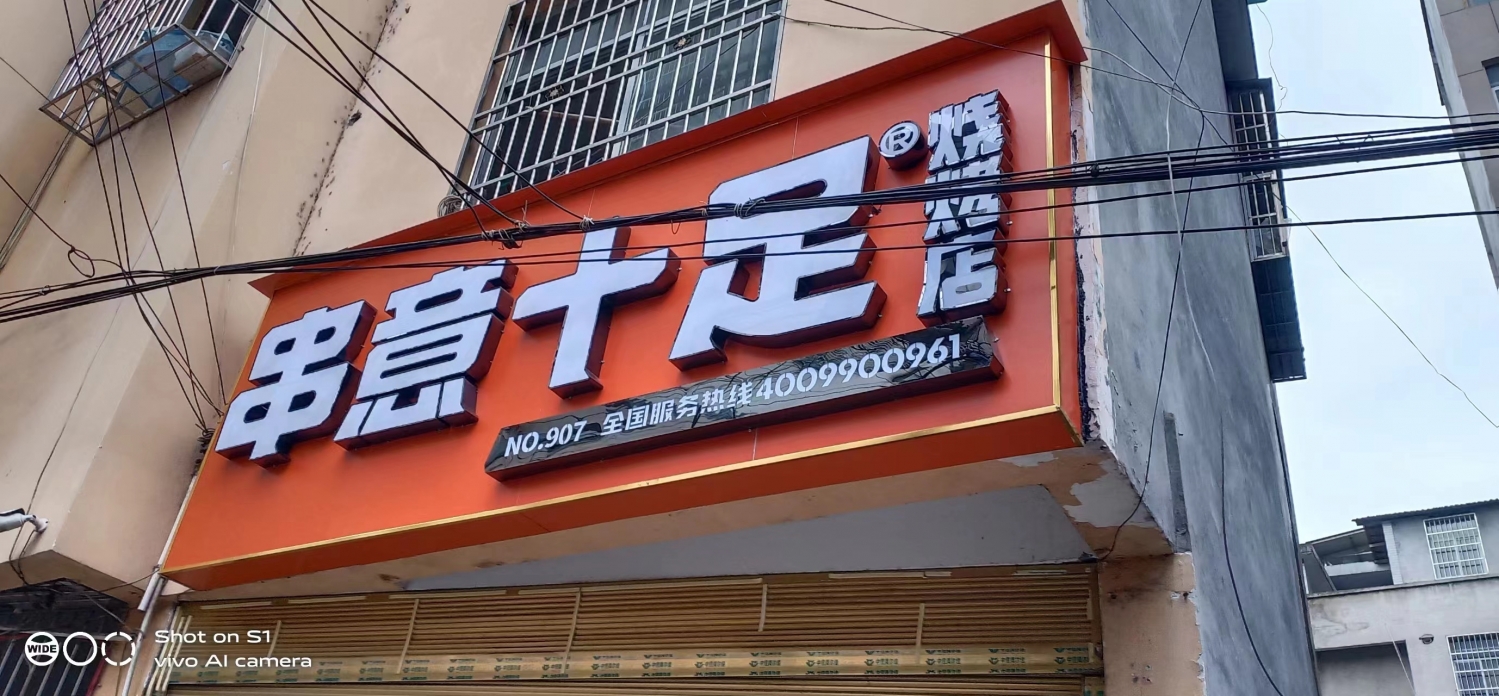 串意十足®
烧烤店
NO.907 全国服务热线4009900961
WIDE
Shot on S1
vivo AI camera